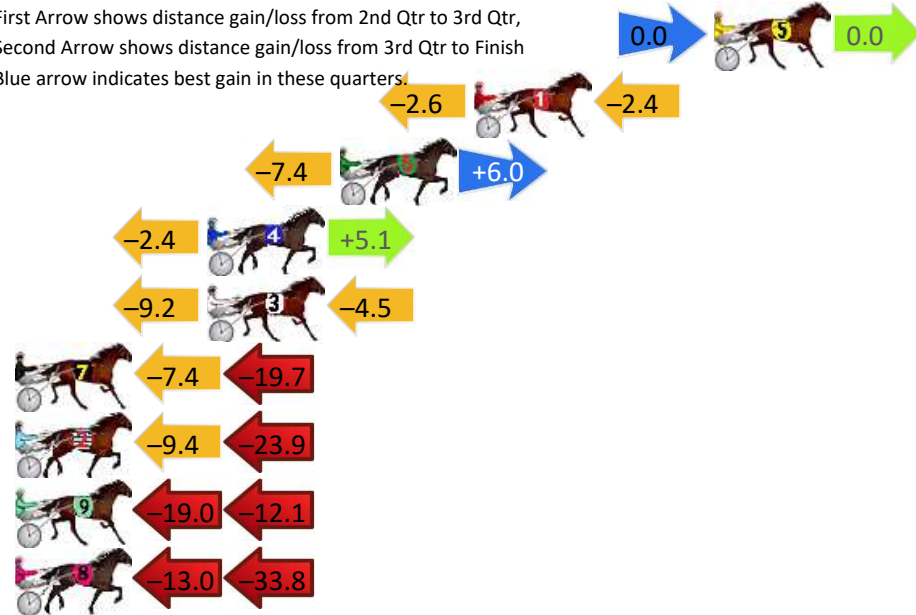 First Arrow shows distance gain/loss from 2nd Qtr to 3rd Qtr,
Second Arrow shows distance gain/loss from 3rd Qtr to Finish
Blue arrow indicates best gain in these quarters.
0.0 5 0.0
−2.6 1 −2.4
−7.4 6 +6.0
−2.4 4 +5.1
−9.2 3 −4.5
7 −7.4 −19.7
2 −9.4 −23.9
9 −19.0 −12.1
8 −13.0 −33.8